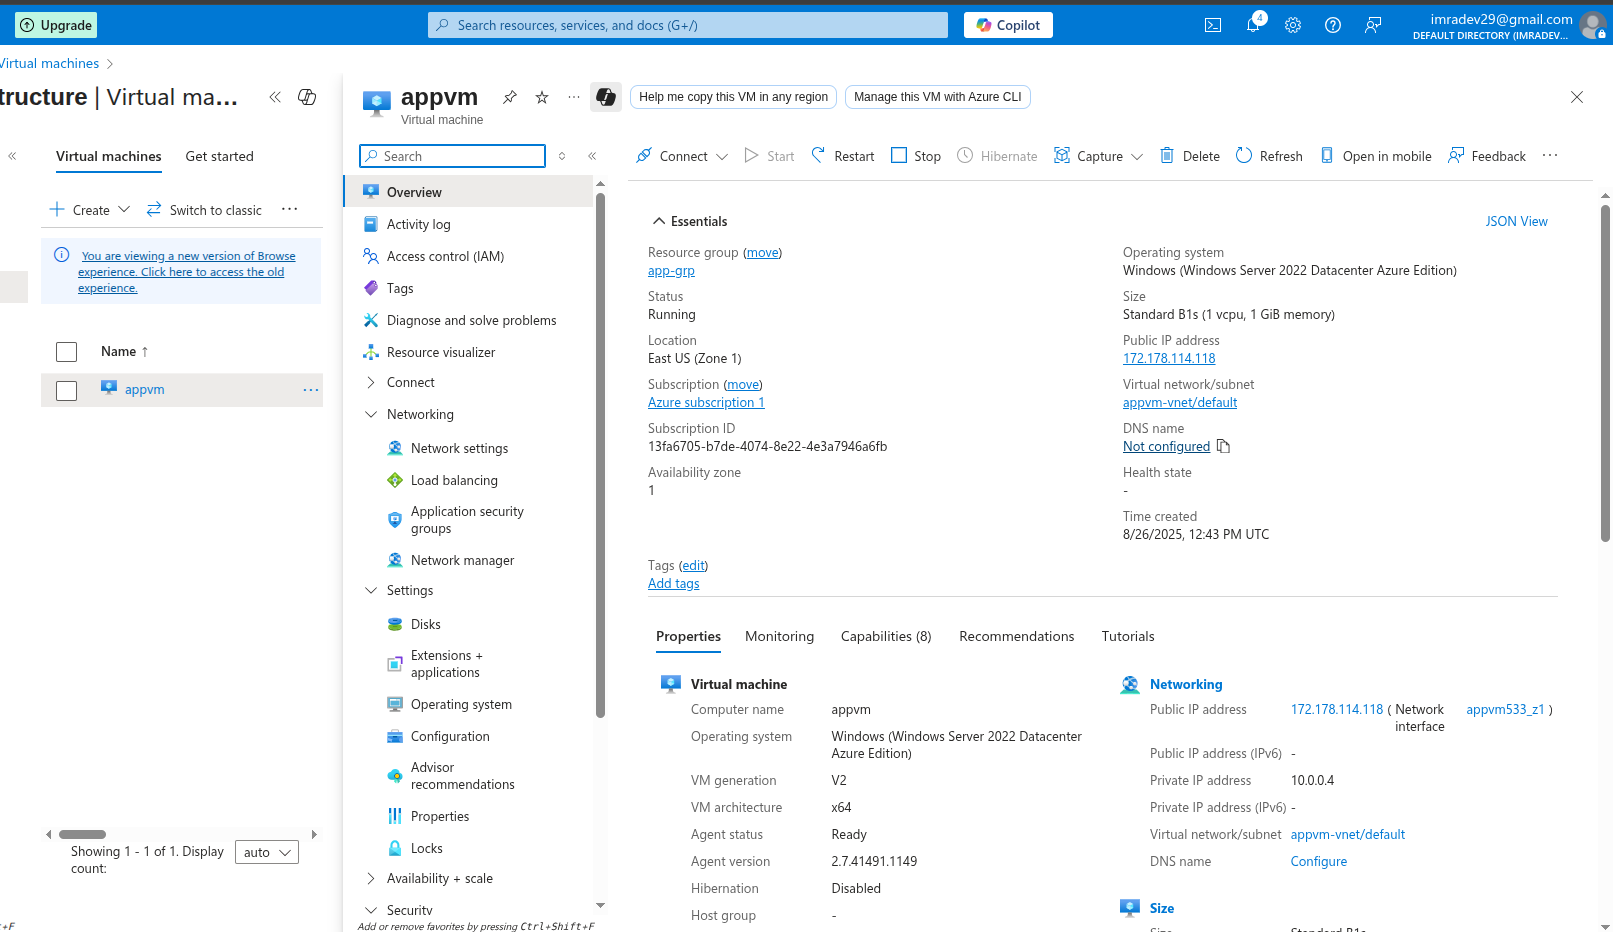 Upgrade
Search resources, services, and docs (G+/)
Copilot
4
imradev29@gmail.com
DEFAULT DIRECTORY (IMRADEV...
Virtual machines
tructure | Virtual ma...
Virtual machines
Get started
Create
Switch to classic
You are viewing a new version of Browse
experience. Click here to access the old
experience.
Name ↑
appvm
Showing 1 - 1 of 1. Display
count:
auto
+F
appvm
Virtual machine
Help me copy this VM in any region
Manage this VM with Azure CLI
Search
Overview
Activity log
Access control (IAM)
Tags
Diagnose and solve problems
Resource visualizer
Connect
Networking
Network settings
Load balancing
Application security
groups
Network manager
Settings
Disks
Extensions +
applications
Operating system
Configuration
Advisor
recommendations
Properties
Locks
Availability + scale
Security
Add or remove favorites by pressing Ctrl+Shift+F
Connect
Start
Restart
Stop
Hibernate
Capture
Delete
Refresh
Open in mobile
Feedback
Essentials
JSON View
Resource group (move)
app-grp
Status
Running
Location
East US (Zone 1)
Subscription (move)
Azure subscription 1
Subscription ID
13fa6705-b7de-4074-8e22-4e3a7946a6fb
Availability zone
1
Operating system
Windows (Windows Server 2022 Datacenter Azure Edition)
Size
Standard B1s (1 vcpu, 1 GiB memory)
Public IP address
172.178.114.118
Virtual network/subnet
appvm-vnet/default
DNS name
Not configured
Health state
-
Time created
8/26/2025, 12:43 PM UTC
Tags (edit)
Add tags
Properties
Monitoring
Capabilities (8)
Recommendations
Tutorials
Virtual machine
Computer name appvm
Operating system Windows (Windows Server 2022 Datacenter
Azure Edition)
VM generation V2
VM architecture x64
Agent status Ready
Agent version 2.7.41491.1149
Hibernation Disabled
Host group -
Networking
Public IP address 172.178.114.118 ( Network appvm533_z1 )
interface
Public IP address (IPv6) -
Private IP address 10.0.0.4
Private IP address (IPv6) -
Virtual network/subnet appvm-vnet/default
DNS name Configure
Size
Size Standard B1s